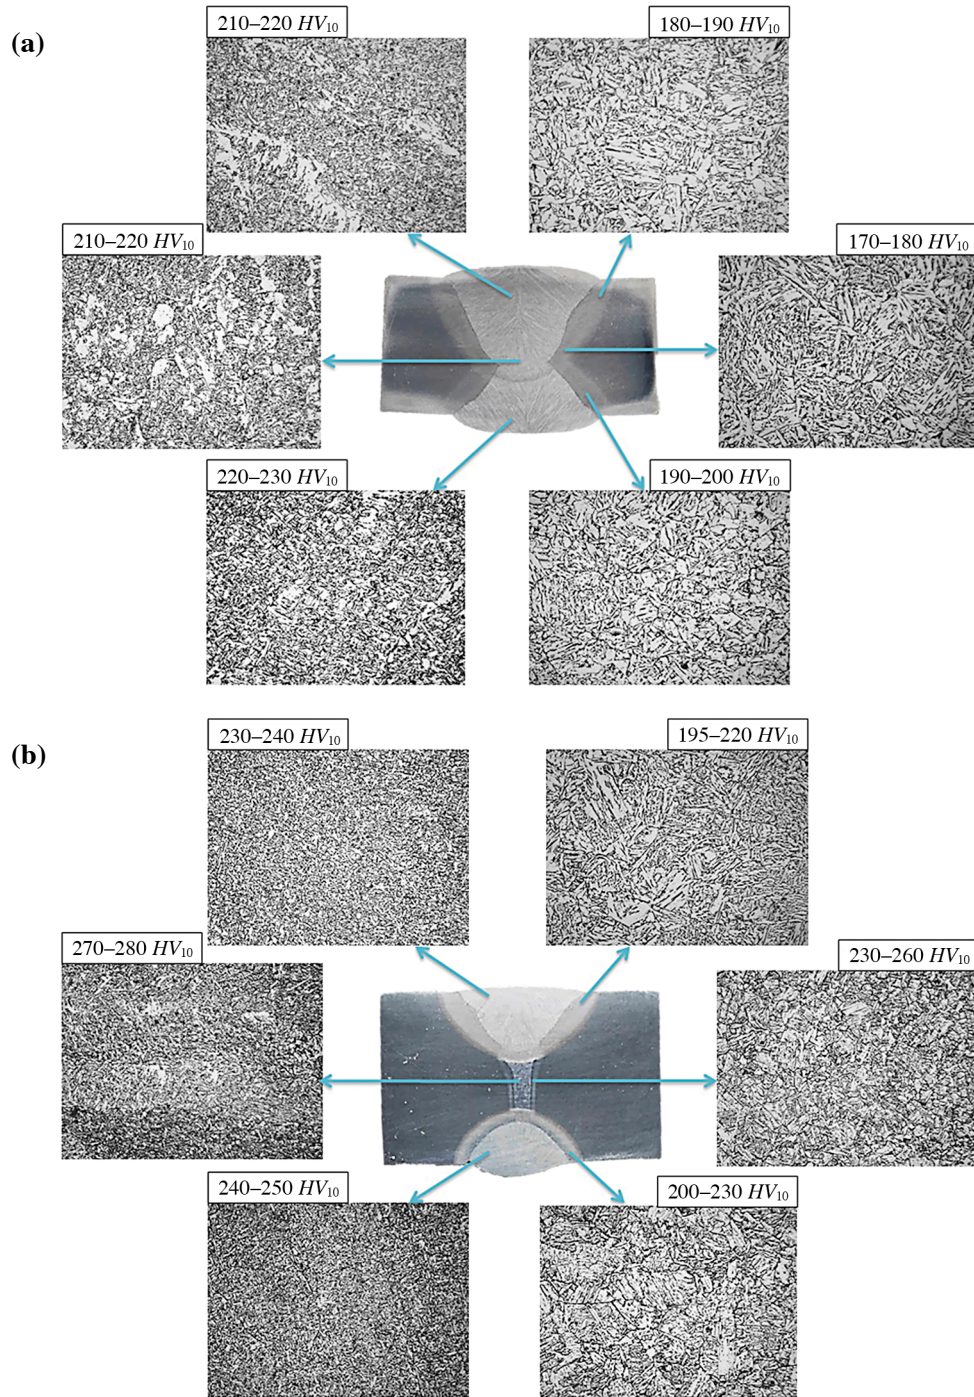 (a)
210–220 HV10
180–190 HV10
210–220 HV10
170–180 HV10
220–230 HV10
190–200 HV10
(b)
230–240 HV10
195–220 HV10
270–280 HV10
230–260 HV10
240–250 HV10
200–230 HV10